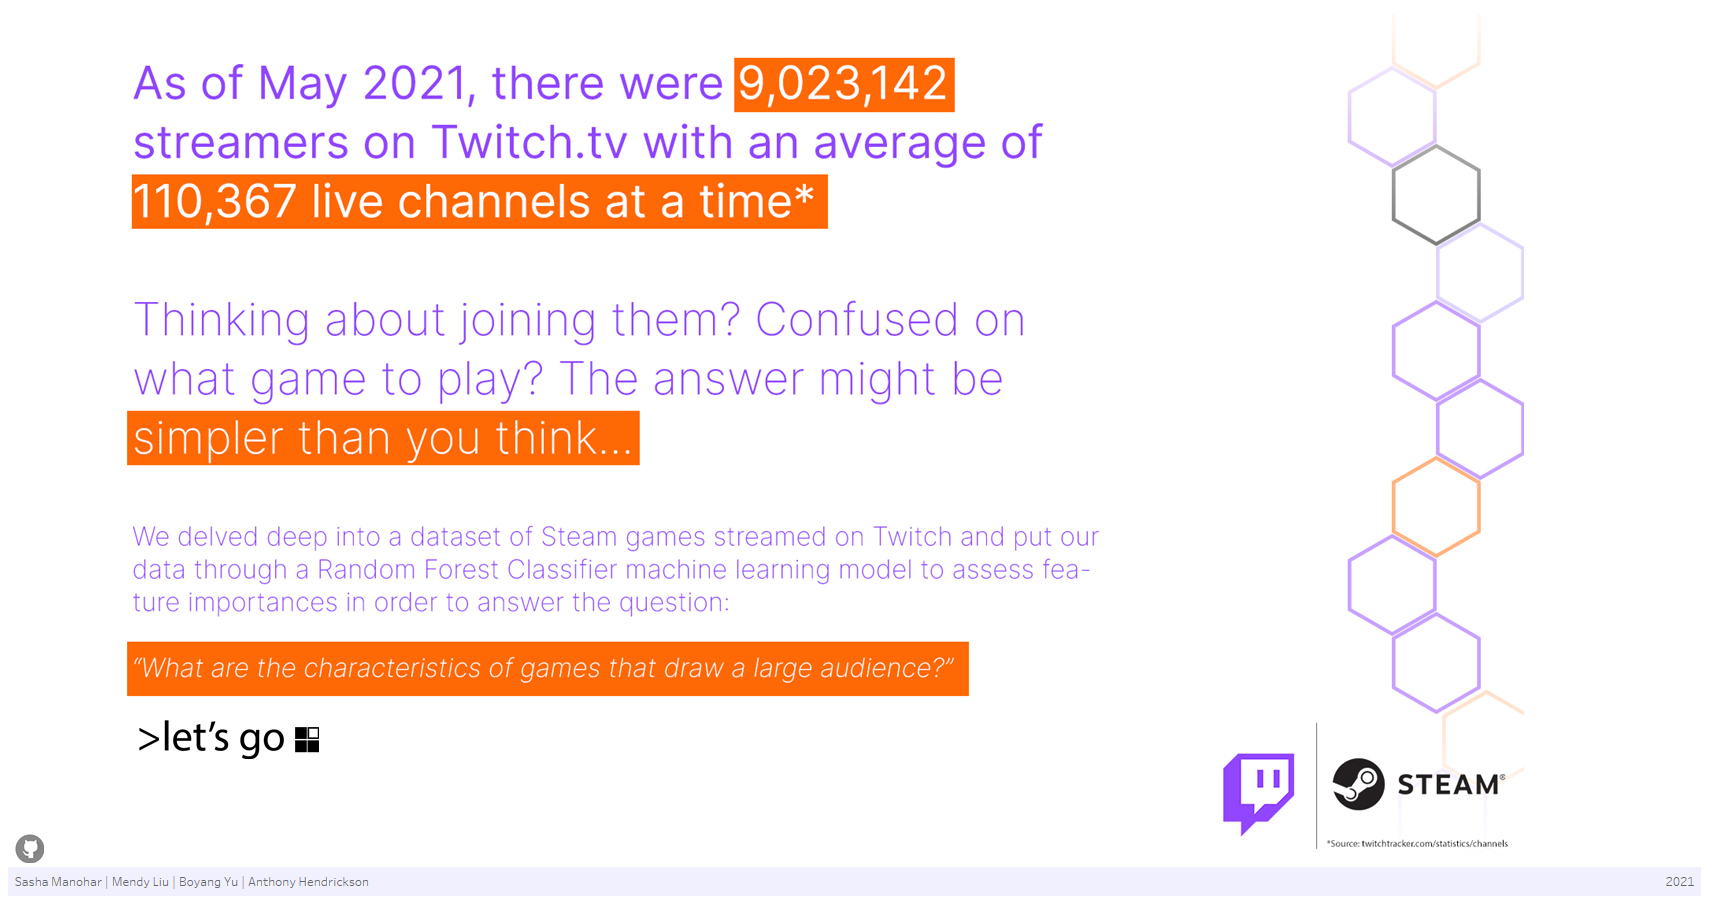 As of May 2021, there were 9,023,142
streamers on Twitch.tv with an average of
110,367 live channels at a time*
Thinking about joining them? Confused on
what game to play? The answer might be
simpler than you think...
We delved deep into a dataset of Steam games streamed on Twitch and put our
data through a Random Forest Classifier machine learning model to assess fea-
ture importances in order to answer the question:
“What are the characteristics of games that draw a large audience?”
>let’s go
STEAM®
*Source: twitchtracker.com/statistics/channels
Sasha Manohar | Mendy Liu | Boyang Yu | Anthony Hendrickson
2021